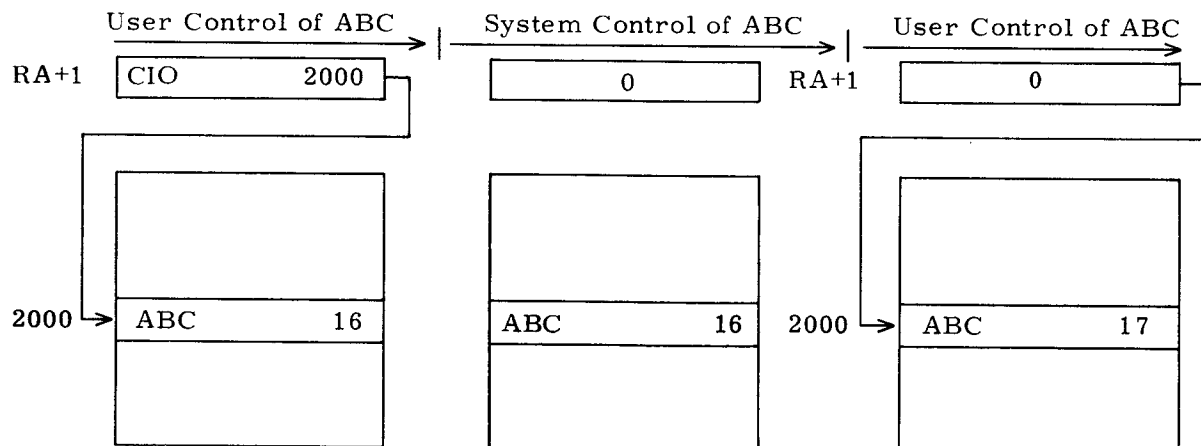 User Control of ABC
System Control of ABC
User Control of ABC
RA+1
CIO 2000
0
RA+1
0
2000
ABC 16
ABC 16
2000
ABC 17